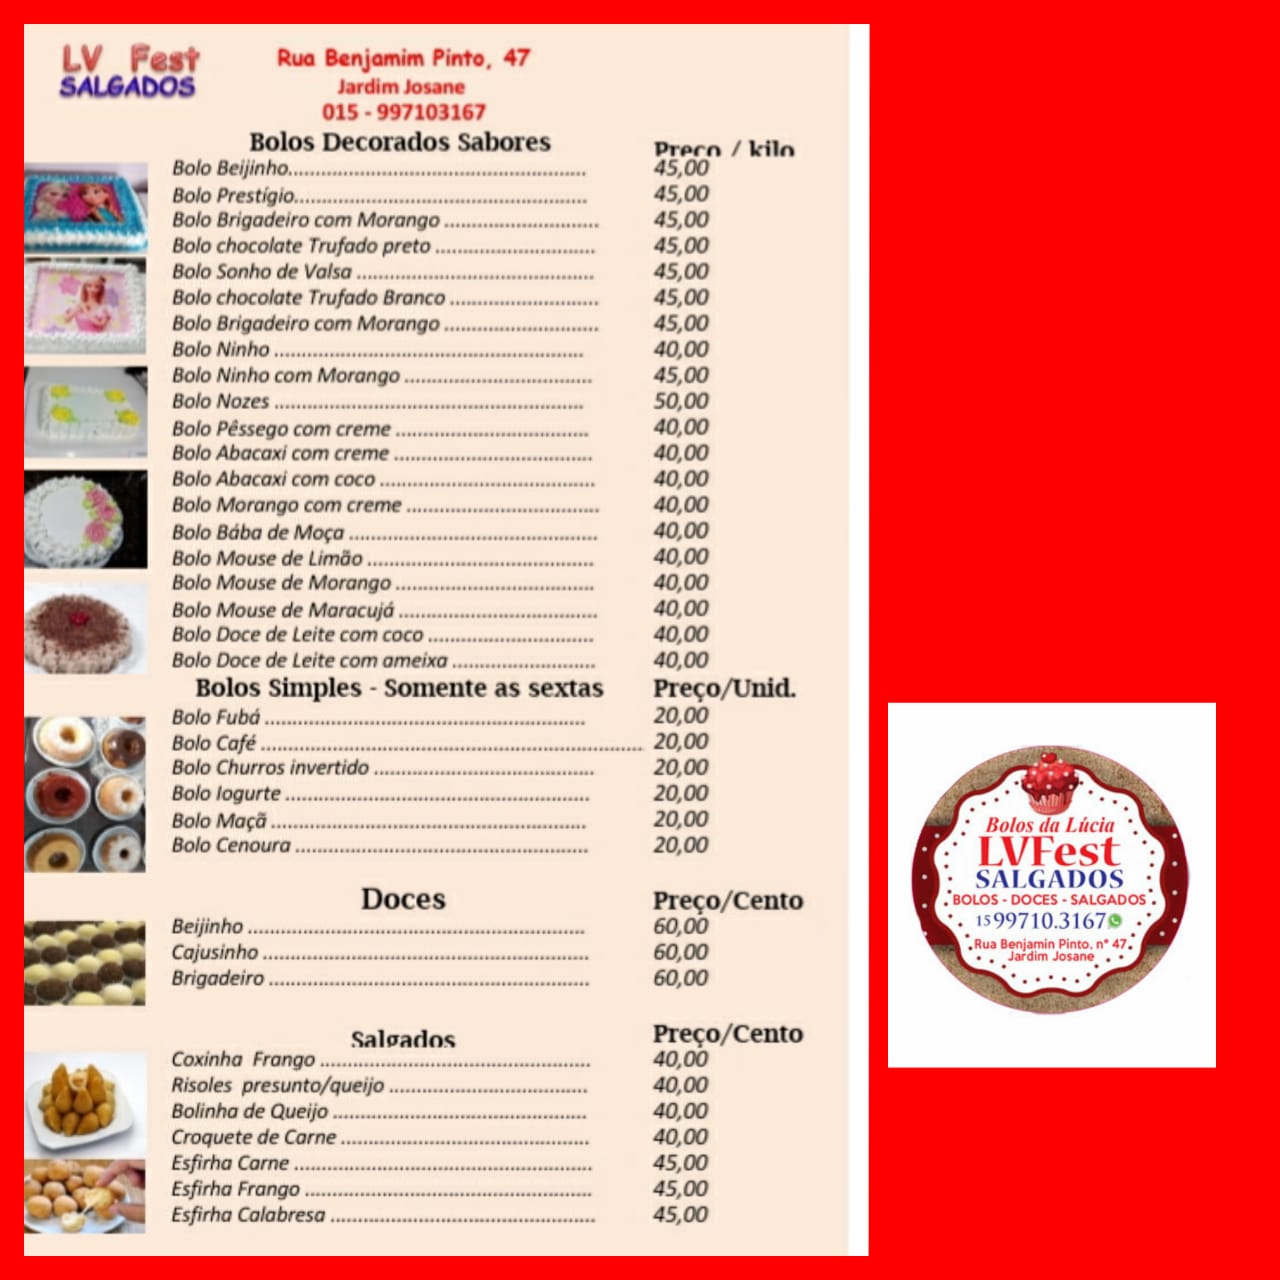 LV Fest
SALGADOS
Rua Benjamim Pinto, 47
Jardim Josane
015 - 997103167
Bolos Decorados Sabores Preço / kilo
Bolo Beijinho..................................................... 45,00
Bolo Prestígio..................................................... 45,00
Bolo Brigadeiro com Morango ............................ 45,00
Bolo chocolate Trufado preto ............................. 45,00
Bolo Sonho de Valsa ........................................... 45,00
Bolo chocolate Trufado Branco ........................... 45,00
Bolo Brigadeiro com Morango ............................ 45,00
Bolo Ninho ........................................................ 40,00
Bolo Ninho com Morango .................................. 45,00
Bolo Nozes ........................................................ 50,00
Bolo Pêssego com creme ................................... 40,00
Bolo Abacaxi com creme .................................... 40,00
Bolo Abacaxi com coco ....................................... 40,00
Bolo Morango com creme ................................... 40,00
Bolo Bába de Moça ............................................. 40,00
Bolo Mouse de Limão ......................................... 40,00
Bolo Mouse de Morango .................................... 40,00
Bolo Mouse de Maracujá .................................... 40,00
Bolo Doce de Leite com coco .............................. 40,00
Bolo Doce de Leite com ameixa .......................... 40,00
Bolos Simples - Somente as sextas Preço/Unid.
Bolo Fubá .......................................................... 20,00
Bolo Café ..................................................................... 20,00
Bolo Churros invertido ........................................ 20,00
Bolo Iogurte ....................................................... 20,00
Bolo Maçã ......................................................... 20,00
Bolo Cenoura ..................................................... 20,00
Doces Preço/Cento
Beijinho ............................................................. 60,00
Cajusinho ........................................................... 60,00
Brigadeiro .......................................................... 60,00
Salgados Preço/Cento
Coxinha Frango ................................................. 40,00
Risoles presunto/queijo .................................... 40,00
Bolinha de Queijo .............................................. 40,00
Croquete de Carne ............................................. 40,00
Esfirha Carne ...................................................... 45,00
Esfirha Frango .................................................... 45,00
Esfirha Calabresa ................................................ 45,00
Bolos da Lúcia
LVFest
SALGADOS
BOLOS - DOCES - SALGADOS
15 99710.3167
Rua Benjamin Pinto, n° 47
Jardim Josane